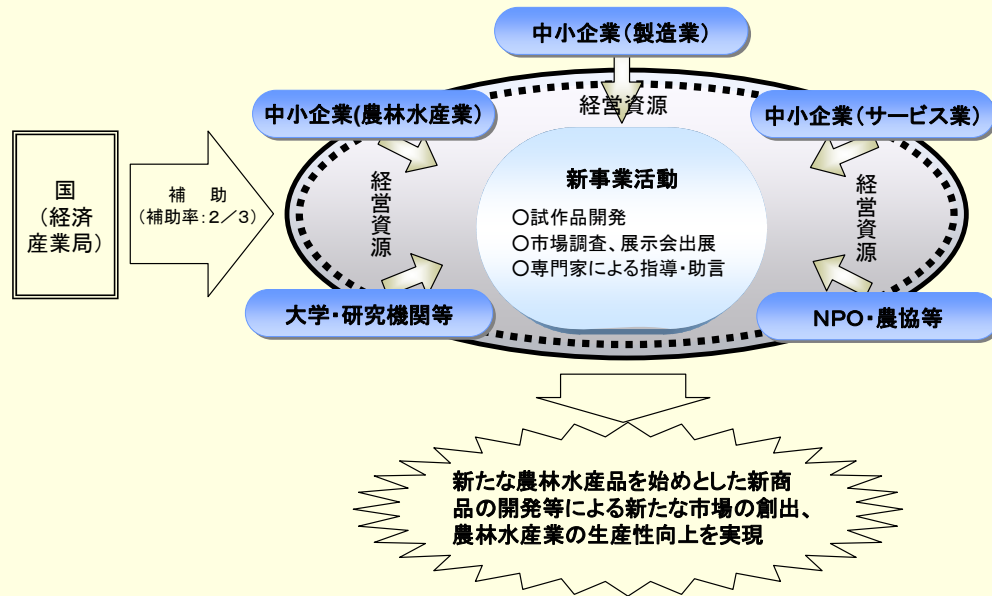 中小企業（製造業）
中小企業(農林水産業)
経営資源
中小企業（サービス業）
国
（経済
産業局）
補　助
（補助率：２／３）
経営資源
新事業活動
○試作品開発
○市場調査、展示会出展
○専門家による指導・助言
経営資源
大学・研究機関等
NPO・農協等
新たな農林水産品を始めとした新商
品の開発等による新たな市場の創出、
農林水産業の生産性向上を実現